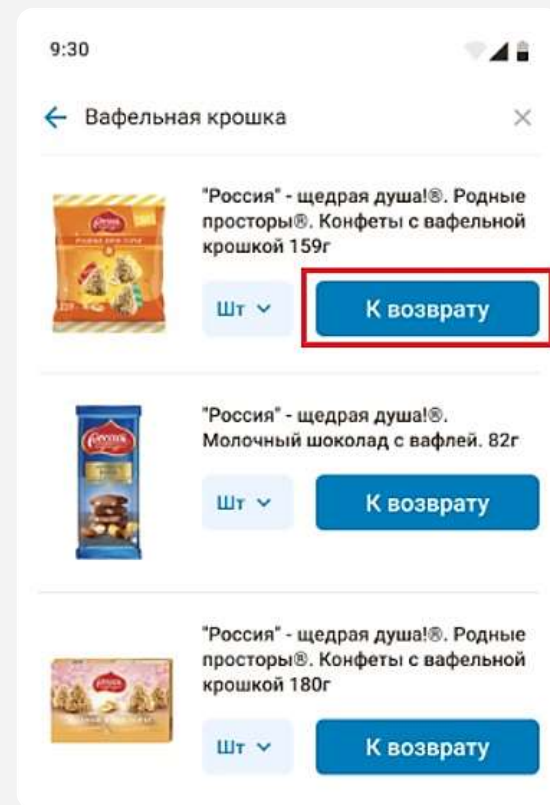 9:30
Вафельная крошка
"Россия" - щедрая душа!®. Родные
просторы®. Конфеты с вафельной
крошкой 159г
Шт
К возврату
"Россия" - щедрая душа!®.
Молочный шоколад с вафлей. 82г
Шт
К возврату
"Россия" - щедрая душа!®. Родные
просторы®. Конфеты с вафельной
крошкой 180г
Шт
К возврату